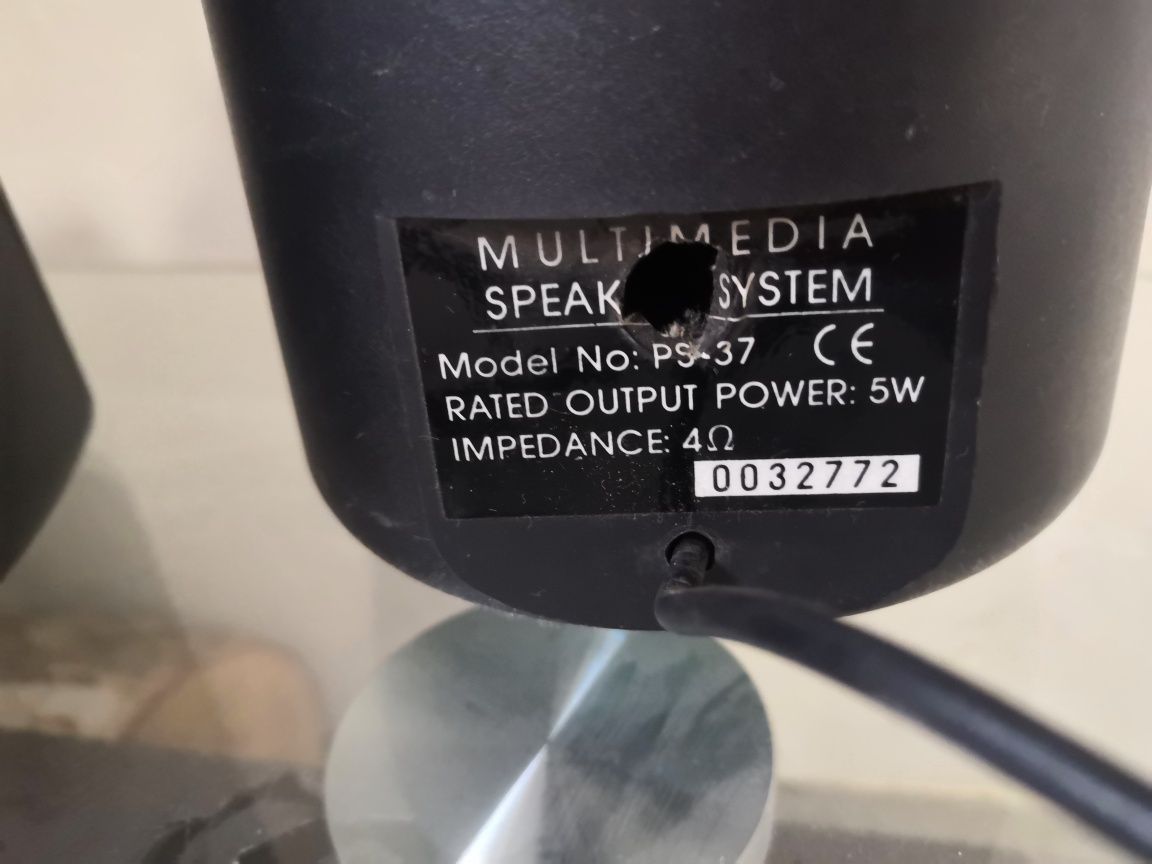 MULTIMEDIA
SPEAK SYSTEM
Model No: PS-37 CE
RATED OUTPUT POWER: 5W
IMPEDANCE: 4Ω
0032772